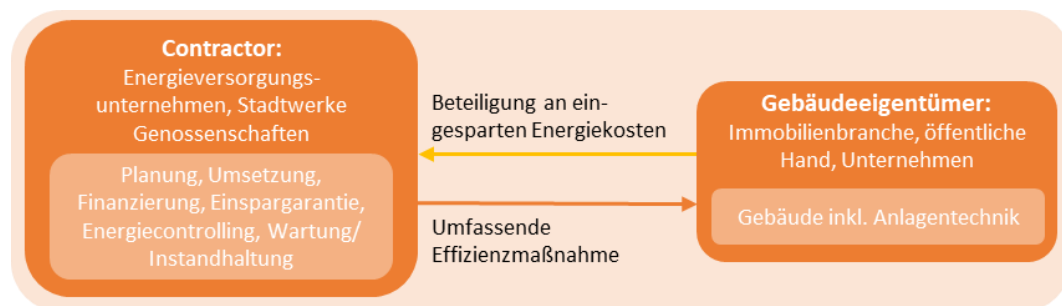 Contractor:
Energieversorgungs-
unternehmen, Stadtwerke
Genossenschaften
Planung, Umsetzung,
Finanzierung, Einspargarantie,
Energiecontrolling, Wartung/
Instandhaltung
Beteiligung an ein-
gesparten Energiekosten
Umfassende
Effizienzmaßnahme
Gebäudeeigentümer:
Immobilienbranche, öffentliche
Hand, Unternehmen
Gebäude inkl. Anlagentechnik